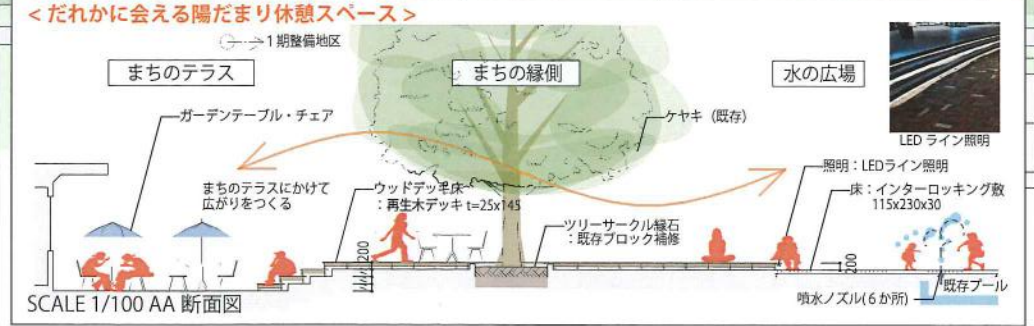 ＜だれかに会える陽だまり休憩スペース＞
1期整備地区
まちのテラス
まちの縁側
水の広場
ガーデンテーブル・チェア
ケヤキ（既存）
LED ライン照明
照明：LEDライン照明
まちのテラスにかけて
広がりをつくる
ウッドデッキ床
：再生木デッキ t=25x145
床：インターロッキング敷
115x230x30
ツリーサークル縁石
：既存ブロック補修
200
200
既存プール
噴水ノズル(6か所)
SCALE 1/100 AA 断面図